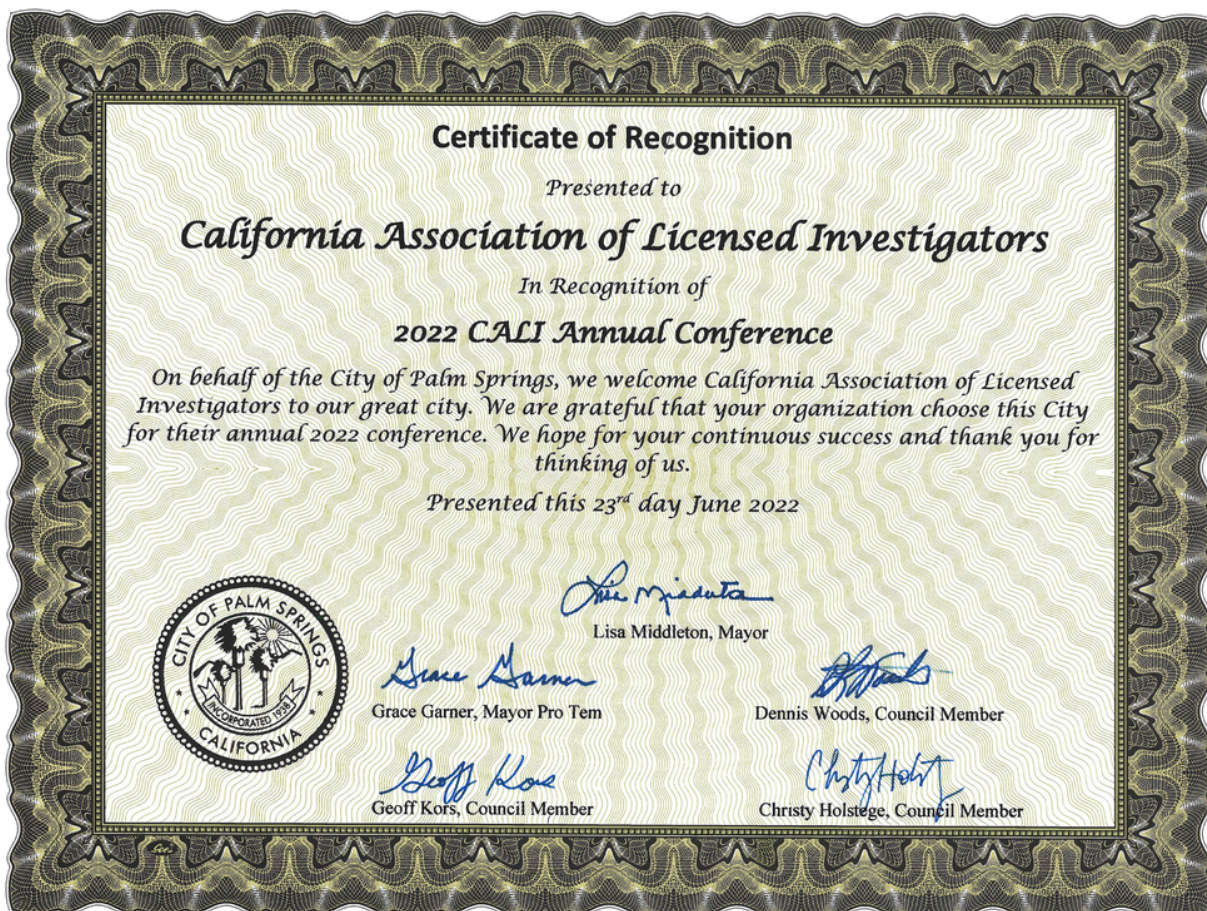 Certificate of Recognition
Presented to
California Association of Licensed Investigators
In Recognition of
2022 CALI Annual Conference
On behalf of the City of Palm Springs, we welcome California Association of Licensed
Investigators to our great city. We are grateful that your organization choose this City
for their annual 2022 conference. We hope for your continuous success and thank you for
thinking of us.
Presented this 23rd day June 2022
Lisa Middleton, Mayor
Grace Garner
Grace Garner, Mayor Pro Tem
Dennis Woods, Council Member
Geoff Kors
Geoff Kors, Council Member
Christy Holstege, Council Member
CITY OF PALM SPRINGS
INCORPORATED 1938
CALIFORNIA